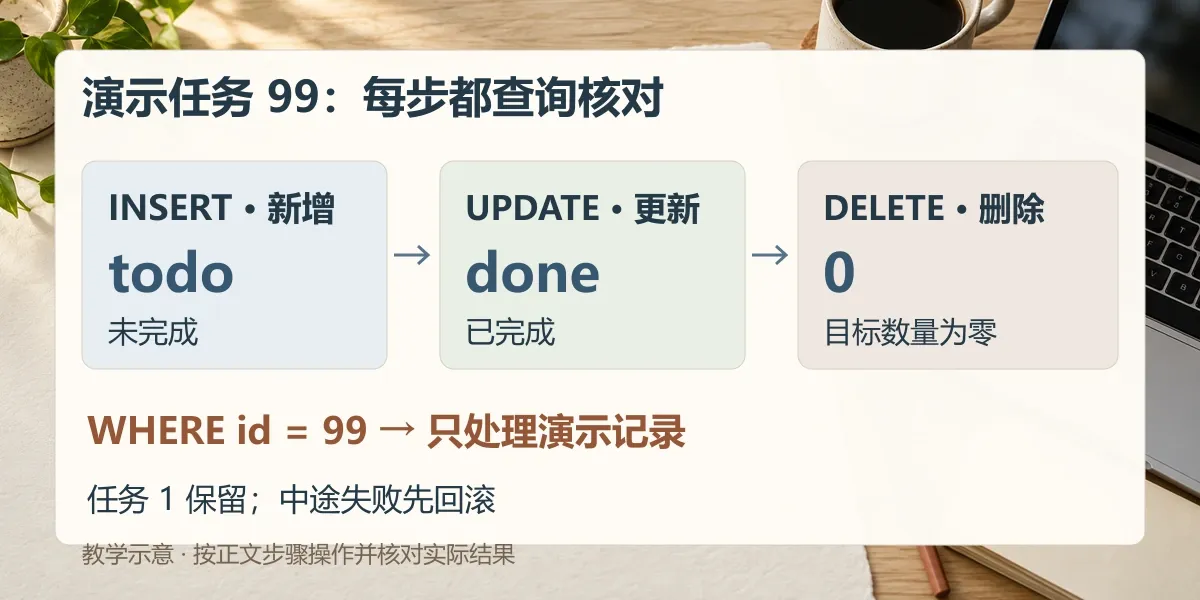 演示任务 99：每步都查询核对
INSERT · 新增
todo
未完成
UPDATE · 更新
done
已完成
DELETE · 删除
0
目标数量为零
WHERE id = 99 → 只处理演示记录
任务 1 保留；中途失败先回滚
教学示意 · 按正文步骤操作并核对实际结果